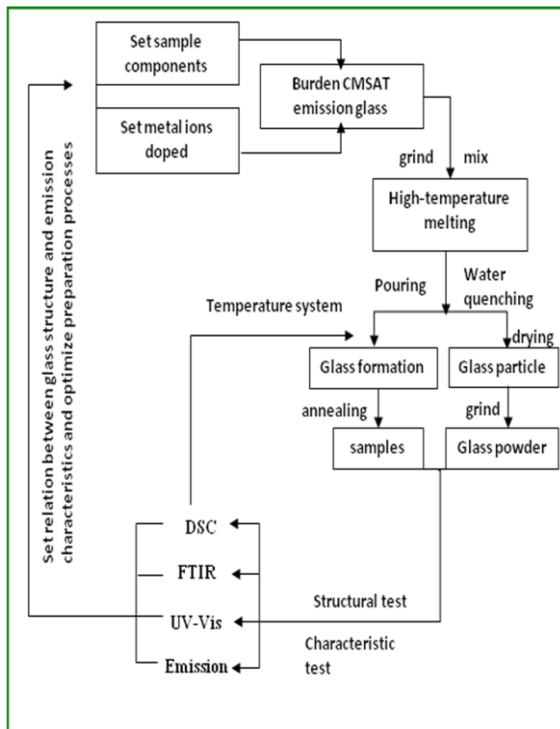 Set sample
components
Burden CMSAT
emission glass
Set metal ions
doped
grind mix
High-temperature
melting
Pouring
Water
quenching
Temperature system
drying
Glass formation
Glass particle
annealing
grind
samples
Glass powder
Set relation between glass structure and emission
characteristics and optimize preparation processes
DSC
FTIR
Structural test
UV-Vis
Characteristic
test
Emission